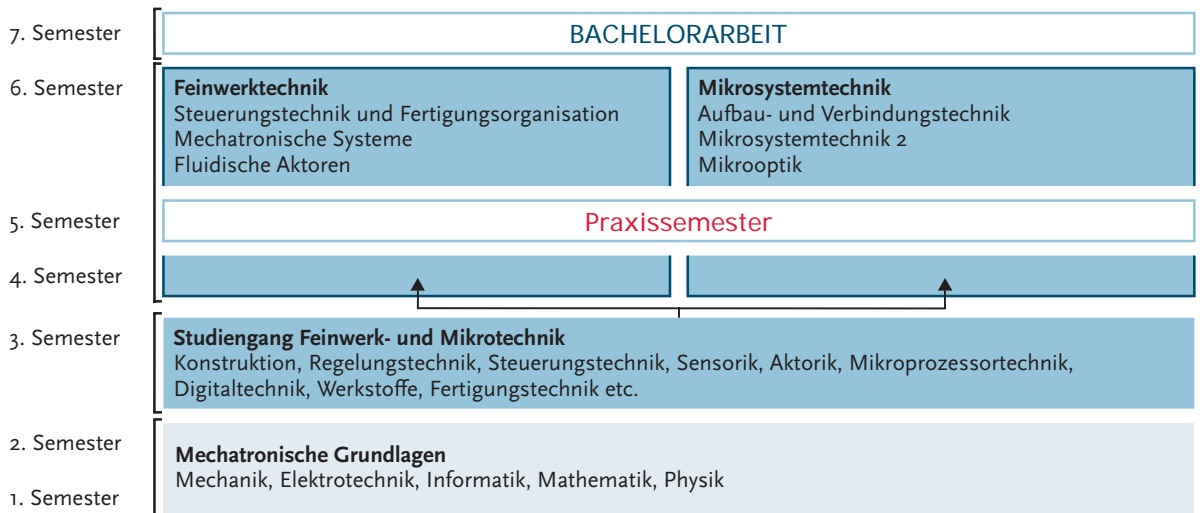 7. Semester
BACHELORARBEIT
6. Semester
Feinwerktechnik
Steuerungstechnik und Fertigungsorganisation
Mechatronische Systeme
Fluidische Aktoren
Mikrosystemtechnik
Aufbau- und Verbindungstechnik
Mikrosystemtechnik 2
Mikrooptik
5. Semester
Praxissemester
4. Semester
3. Semester
Studiengang Feinwerk- und Mikrotechnik
Konstruktion, Regelungstechnik, Steuerungstechnik, Sensorik, Aktorik, Mikroprozessortechnik,
Digitaltechnik, Werkstoffe, Fertigungstechnik etc.
2. Semester
Mechatronische Grundlagen
Mechanik, Elektrotechnik, Informatik, Mathematik, Physik
1. Semester